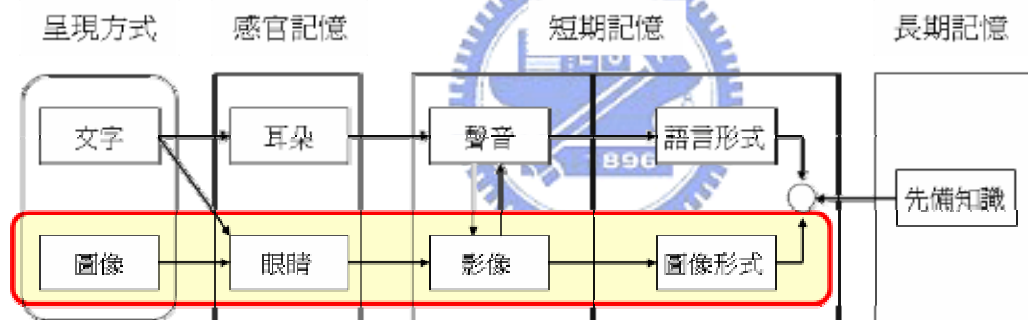 呈現方式 感官記憶 短期記憶 長期記憶
文字 耳朵 聲音 語言形式
896
先備知識
圖像 眼睛 影像 圖像形式